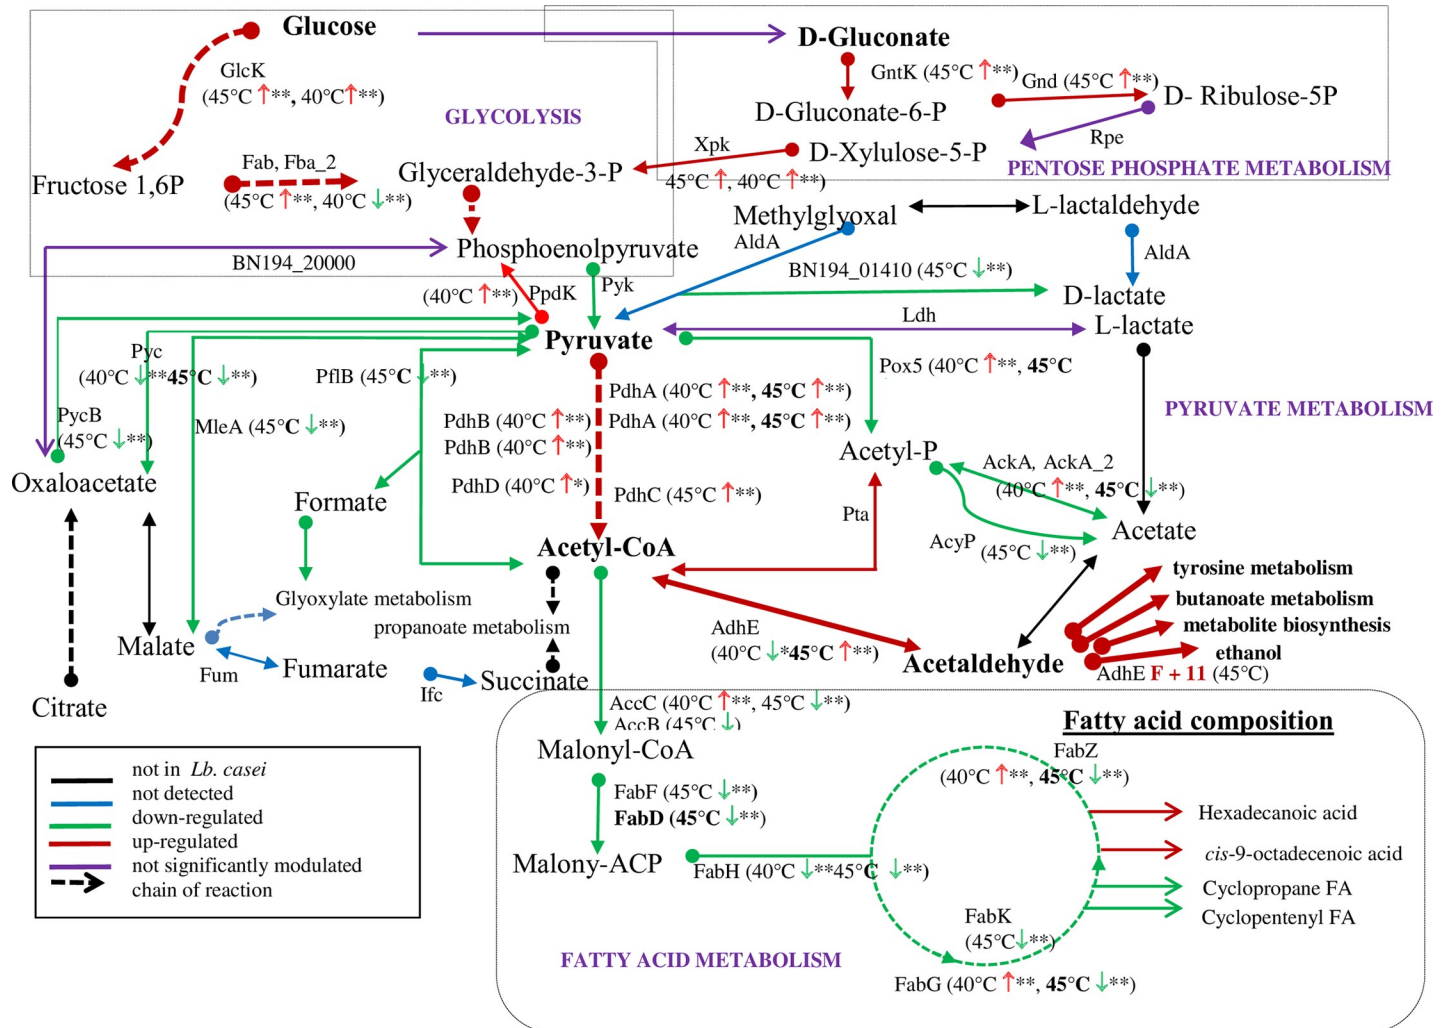 Glucose
D-Gluconate
GlcK
(45°C ↑**, 40°C↑**)
GntK (45°C ↑**)
Gnd (45°C ↑**)
D- Ribulose-5P
D-Gluconate-6-P
GLYCOLYSIS
Rpe
Xpk
D-Xylulose-5-P
PENTOSE PHOSPHATE METABOLISM
Fab, Fba_2
Glyceraldehyde-3-P
45°C ↑, 40°C ↑**)
Fructose 1,6P
(45°C ↑**, 40°C ↓**)
Methylglyoxal
L-lactaldehyde
AldA
AldA
Phosphoenolpyruvate
BN194_20000
BN194_01410 (45°C ↓**)
(40°C ↑**)
PpdK
Pyk
D-lactate
Ldh
L-lactate
Pyruvate
Pyc
(40°C ↓**45°C ↓**)
PflB (45°C ↓**)
Pox5 (40°C ↑**, 45°C
PdhA (40°C ↑**, 45°C ↑**)
PYRUVATE METABOLISM
PycB
(45°C ↓**)
MleA (45°C ↓**)
PdhB (40°C ↑**)
PdhA (40°C ↑**, 45°C ↑**)
PdhB (40°C ↑**)
Acetyl-P
AckA, AckA_2
(40°C ↑**, 45°C ↓**)
Oxaloacetate
PdhD (40°C ↑*)
PdhC (45°C ↑**)
Formate
Pta
Acetate
AcyP
(45°C ↓**)
Acetyl-CoA
tyrosine metabolism
Glyoxylate metabolism
butanoate metabolism
propanoate metabolism
AdhE
metabolite biosynthesis
Malate
(40°C ↓*45°C ↑**)
ethanol
Fum
Fumarate
Acetaldehyde
AdhE F + 11 (45°C)
Ifc
Succinate
Citrate
AccC (40°C ↑**, 45°C ↓**)
AccB (45°C ↓)
Fatty acid composition
Malonyl-CoA
FabZ
(40°C ↑**, 45°C ↓**)
not in Lb. casei
not detected
down-regulated
up-regulated
not significantly modulated
chain of reaction
FabF (45°C ↓**)
FabD (45°C ↓**)
Hexadecanoic acid
Malony-ACP
cis-9-octadecenoic acid
FabH (40°C ↓**45°C ↓**)
Cyclopropane FA
FabK
Cyclopentenyl FA
(45°C↓**)
FATTY ACID METABOLISM
FabG (40°C ↑**, 45°C ↓**)